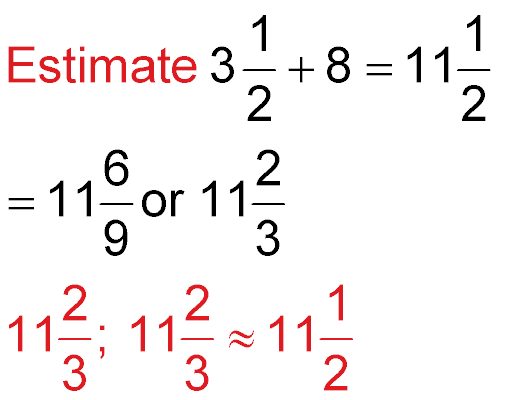 Estimate 3 1/2 + 8 = 11 1/2
= 11 6/9 or 11 2/3
11 2/3; 11 2/3 ≈ 11 1/2